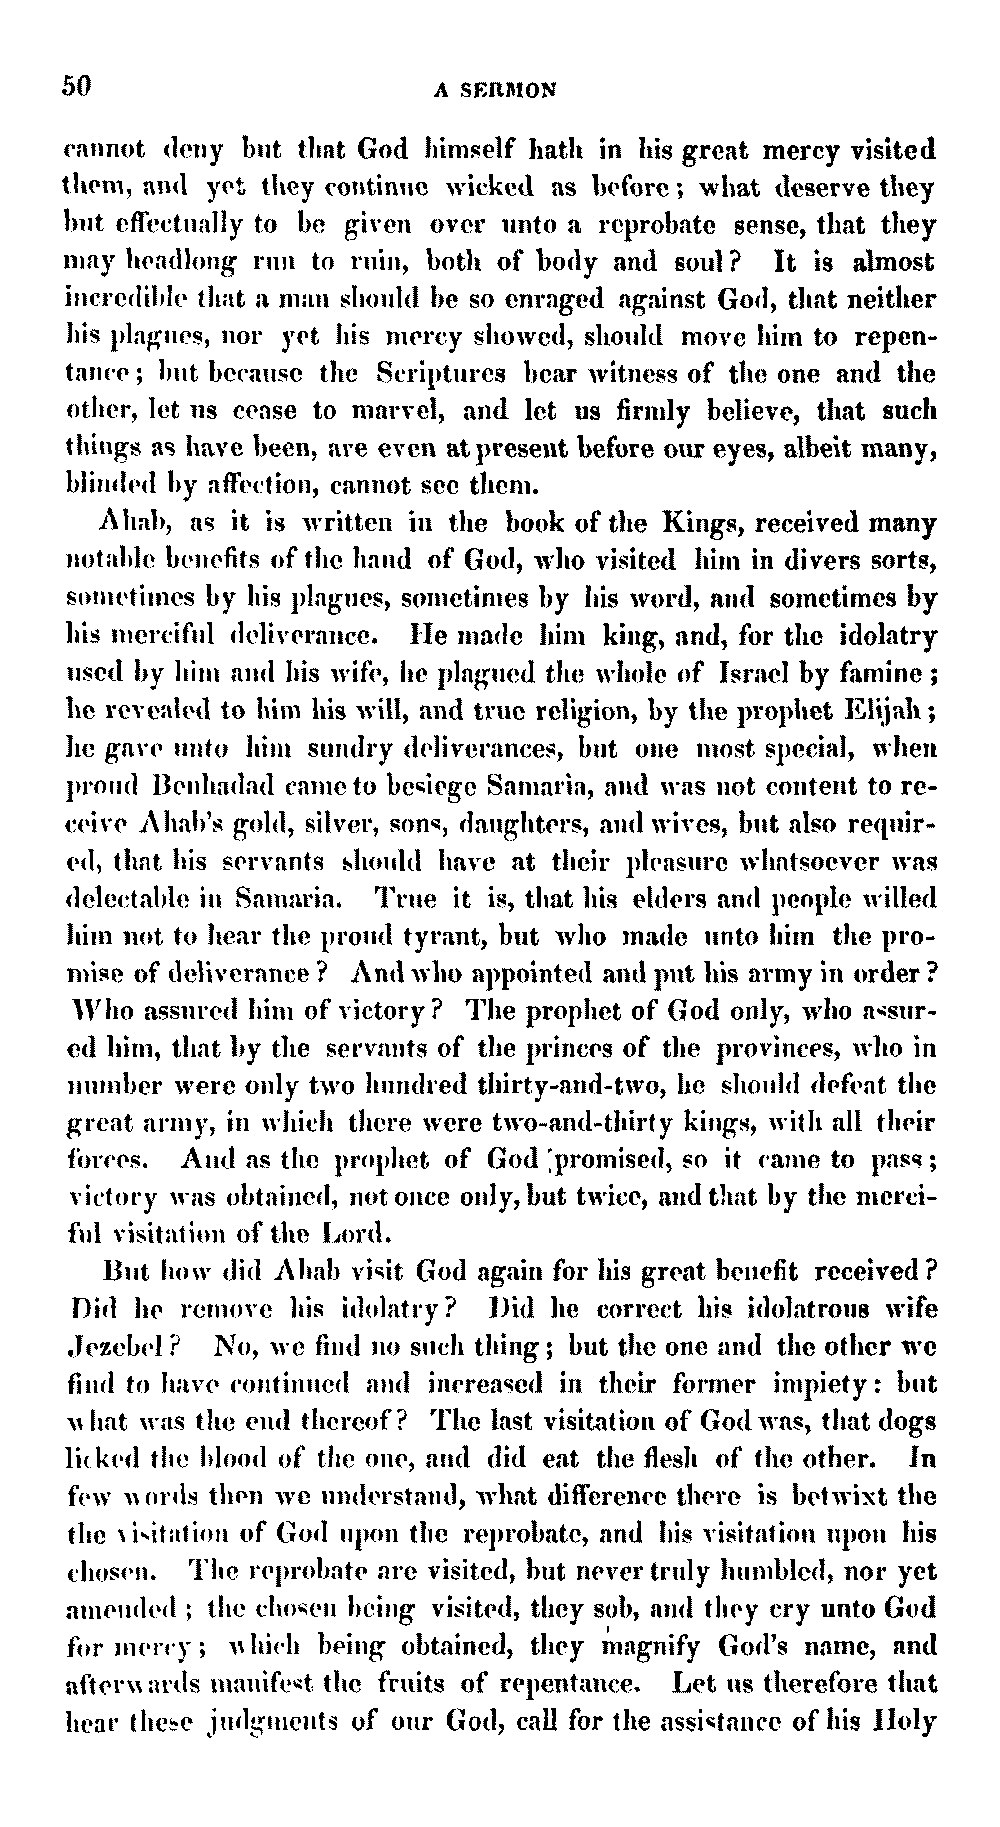 50 A SERMON
cannot deny but that God himself hath in his great mercy visited
them, and yet they continue wicked as before; what deserve they
but effectually to be given over unto a reprobate sense, that they
may headlong run to ruin, both of body and soul? It is almost
incredible that a man should be so enraged against God, that neither
his plagues, nor yet his mercy showed, should move him to repen-
tance; but because the Scriptures bear witness of the one and the
other, let us cease to marvel, and let us firmly believe, that such
things as have been, are even at present before our eyes, albeit many,
blinded by affection, cannot see them.
Ahab, as it is written in the book of the Kings, received many
notable benefits of the hand of God, who visited him in divers sorts,
sometimes by his plagues, sometimes by his word, and sometimes by
his merciful deliverance. He made him king, and, for the idolatry
used by him and his wife, he plagued the whole of Israel by famine;
he revealed to him his will, and true religion, by the prophet Elijah;
he gave unto him sundry deliverances, but one most special, when
proud Benhadad came to besiege Samaria, and was not content to re-
ceive Ahab's gold, silver, sons, daughters, and wives, but also requir-
ed, that his servants should have at their pleasure whatsoever was
delectable in Samaria. True it is, that his elders and people willed
him not to hear the proud tyrant, but who made unto him the pro-
mise of deliverance? And who appointed and put his army in order?
Who assured him of victory? The prophet of God only, who assur-
ed him, that by the servants of the princes of the provinces, who in
number were only two hundred thirty-and-two, he should defeat the
great army, in which there were two-and-thirty kings, with all their
forces. And as the prophet of God promised, so it came to pass;
victory was obtained, not once only, but twice, and that by the merci-
ful visitation of the Lord.
But how did Ahab visit God again for his great benefit received?
Did he remove his idolatry? Did he correct his idolatrous wife
Jezebel? No, we find no such thing; but the one and the other we
find to have continued and increased in their former impiety: but
what was the end thereof? The last visitation of God was, that dogs
licked the blood of the one, and did eat the flesh of the other. In
few words then we understand, what difference there is betwixt the
the visitation of God upon the reprobate, and his visitation upon his
chosen. The reprobate are visited, but never truly humbled, nor yet
amended; the chosen being visited, they sob, and they cry unto God
for mercy; which being obtained, they magnify God's name, and
afterwards manifest the fruits of repentance. Let us therefore that
hear these judgments of our God, call for the assistance of his Holy